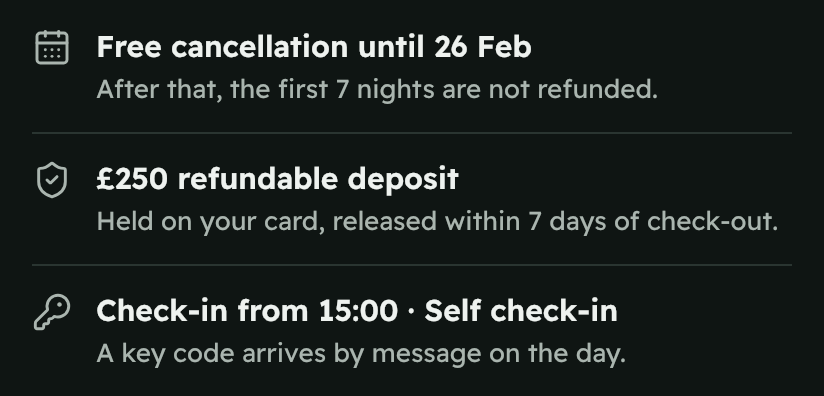 Free cancellation until 26 Feb
After that, the first 7 nights are not refunded.
£250 refundable deposit
Held on your card, released within 7 days of check-out.
Check-in from 15:00 · Self check-in
A key code arrives by message on the day.